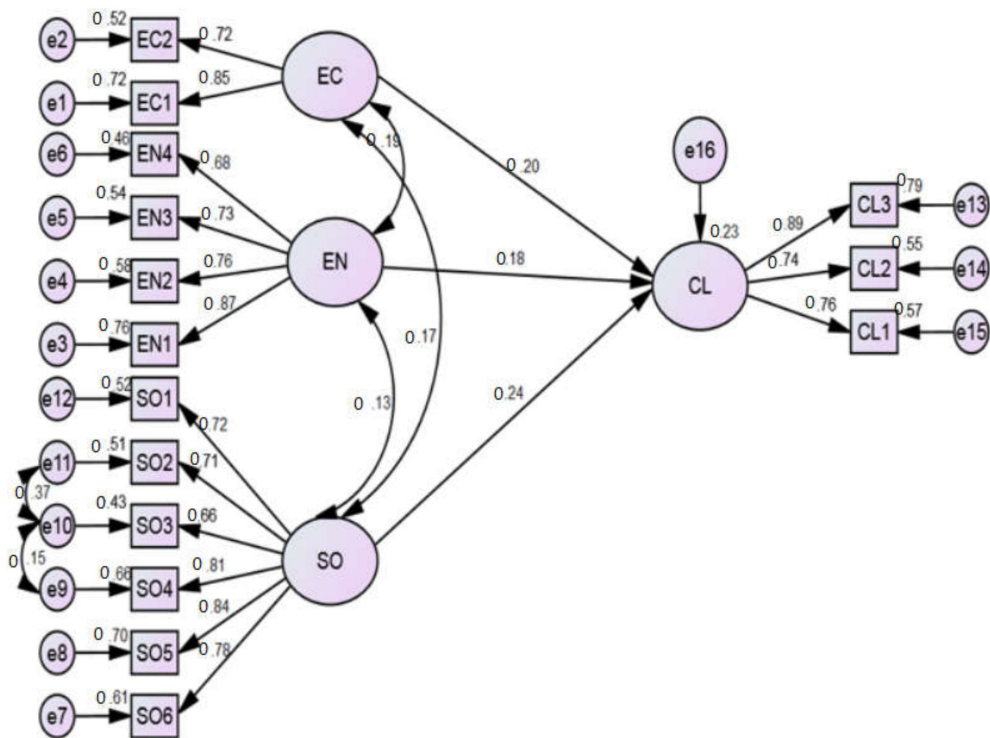 e2 0.52 EC2 0.72
EC
e1 0.72 EC1 0.85
e6 0.46 EN4 0.68
0.19
e16
0.20
e5 0.54 EN3 0.73
EN
e4 0.58 EN2 0.76
0.18
0.23
CL
0.89 CL3 0.79 e13
0.74 CL2 0.55 e14
0.76 CL1 0.57 e15
e3 0.76 EN1 0.87
0.17
e12 0.52 SO1 0.72
0.13
0.24
e11 0.51 SO2 0.71
0.37
e10 0.43 SO3 0.66
SO
0.15
e9 0.66 SO4 0.81
e8 0.70 SO5 0.84
e7 0.61 SO6 0.78